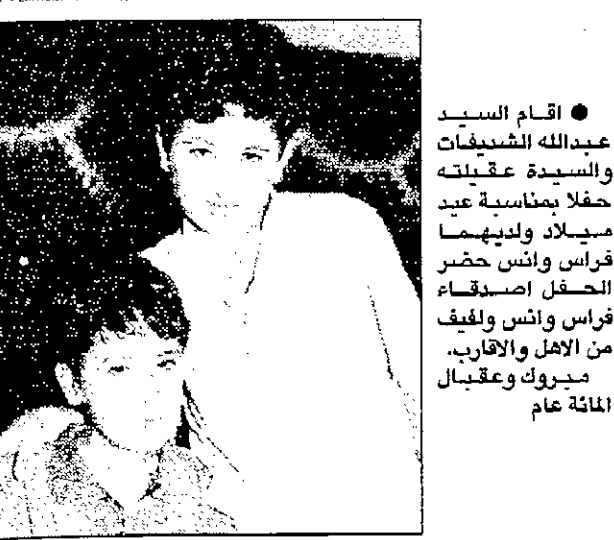 ● اقام السيد
عبدالله الشديفات
والسيدة عقيلته
حفلا بمناسبة عيد
ميلاد ولديهما
فراس وانس حضر
الحفل اصدقاء
فراس وانس ولفيف
من الاهل والاقارب.
مبروك وعقبال
المائة عام